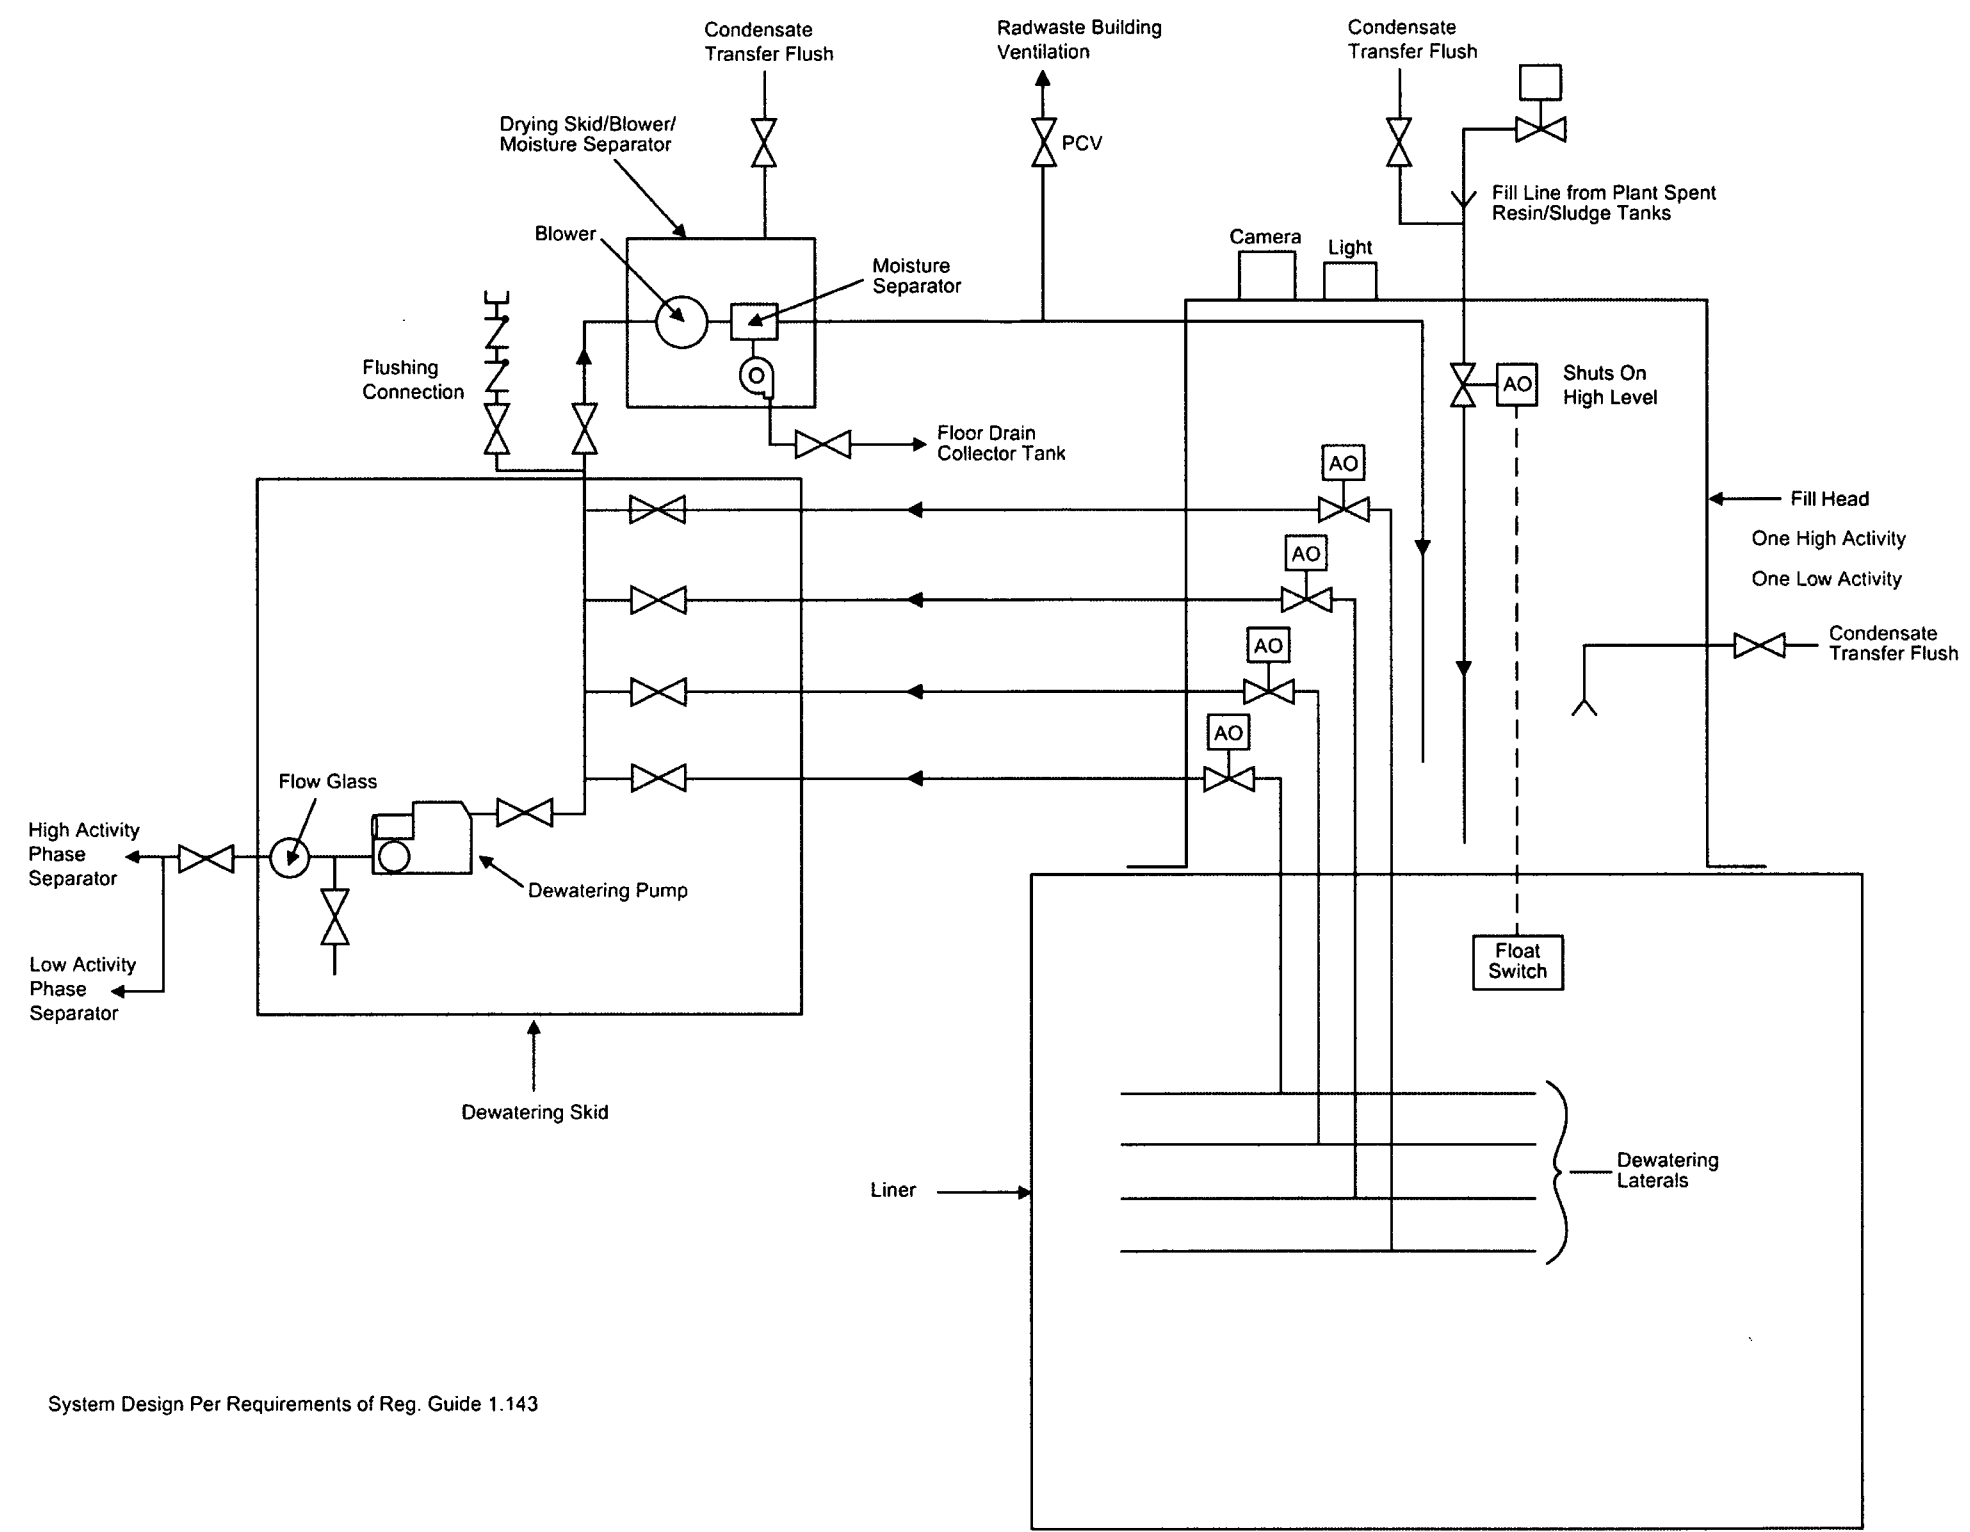 Condensate
Transfer Flush
Radwaste Building
Ventilation
Condensate
Transfer Flush
Drying Skid/Blower/
Moisture Separator
PCV
Fill Line from Plant Spent
Resin/Sludge Tanks
Blower
Camera
Light
Moisture
Separator
Flushing
Connection
AO
Shuts On
High Level
Floor Drain
Collector Tank
AO
Fill Head
One High Activity
One Low Activity
AO
AO
Condensate
Transfer Flush
AO
Flow Glass
High Activity
Phase
Separator
Dewatering Pump
Low Activity
Phase
Separator
Float
Switch
Dewatering Skid
Dewatering
Laterals
Liner
System Design Per Requirements of Reg. Guide 1.143